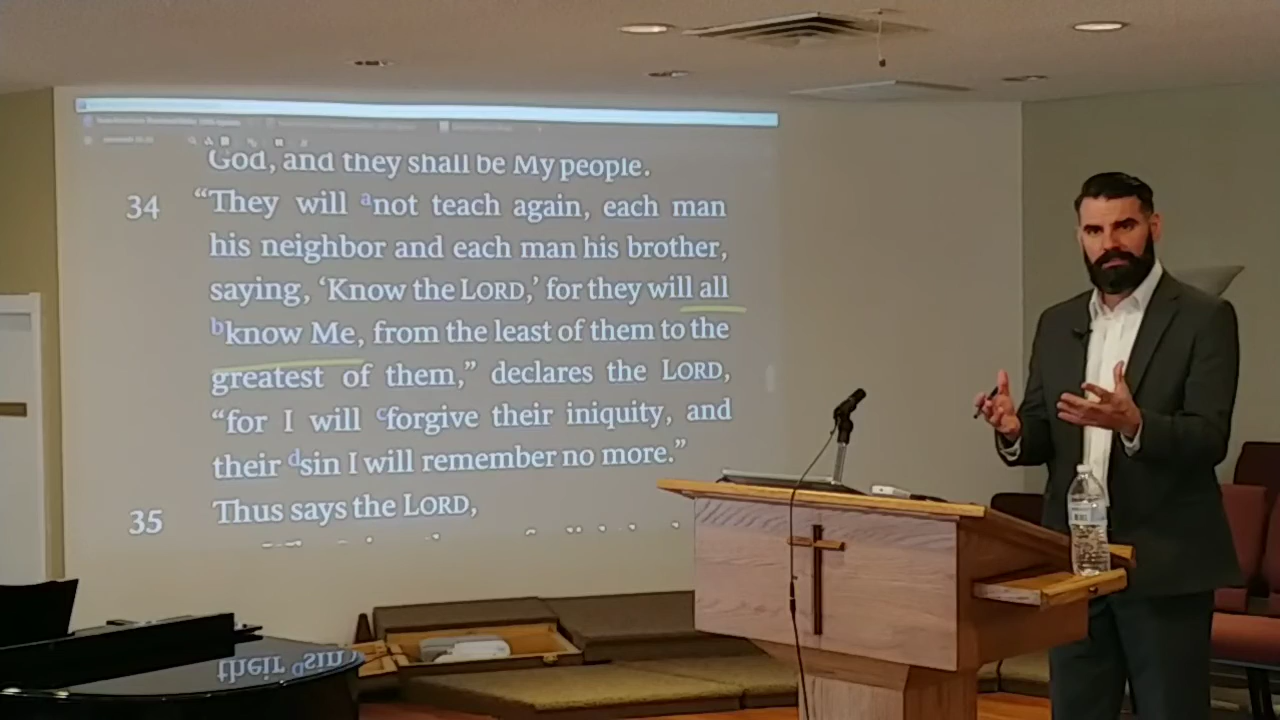 God, and they shall be My people.
34 “They will ᵃnot teach again, each man
his neighbor and each man his brother,
saying, ‘Know the LORD,’ for they will all
ᵇknow Me, from the least of them to the
greatest of them,” declares the LORD,
“for I will ᶜforgive their iniquity, and
their ᵈsin I will remember no more.”
35 Thus says the LORD,
their ᵈsin